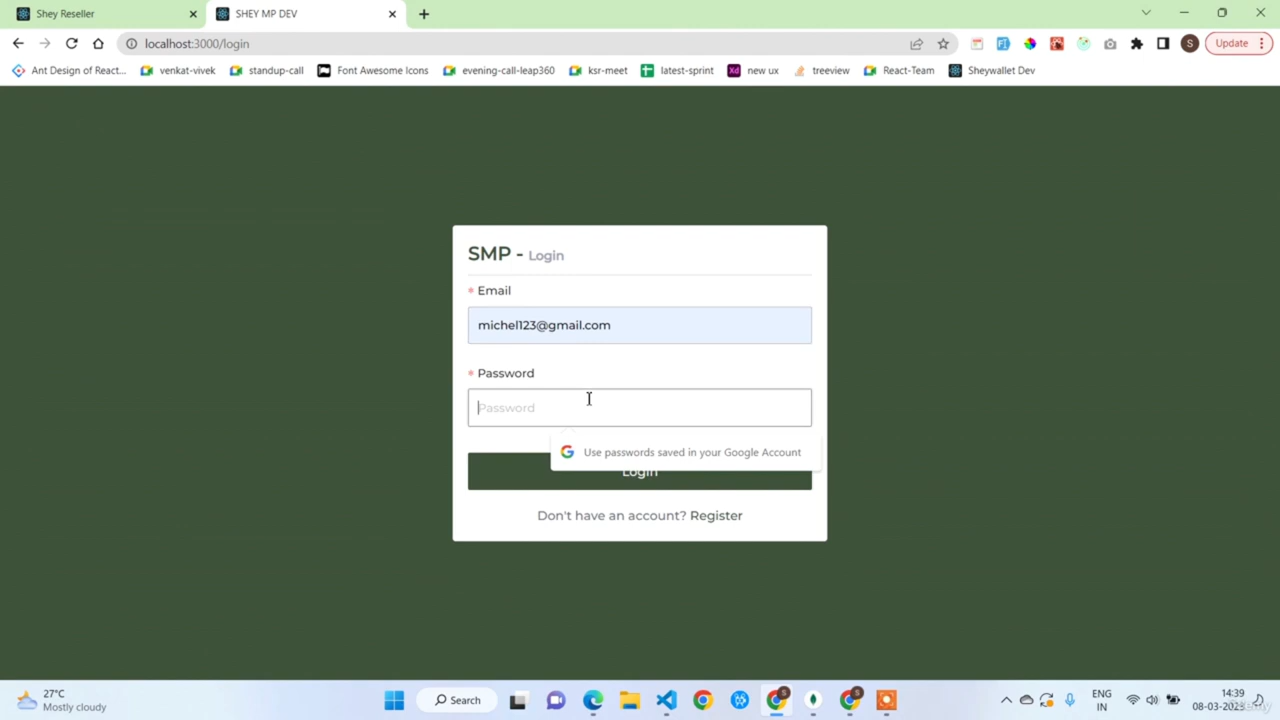 Shey Reseller
SHEY MP DEV
localhost:3000/login
Update
Ant Design of React...
venkat-vivek
standup-call
Font Awesome Icons
evening-call-leap360
ksr-meet
latest-sprint
new ux
treeview
React-Team
Sheywallet Dev
SMP - Login
* Email
michel123@gmail.com
* Password
Password
Use passwords saved in your Google Account
Login
Don't have an account? Register
27°C
Mostly cloudy
Search
ENG
IN
14:39
08-03-2023